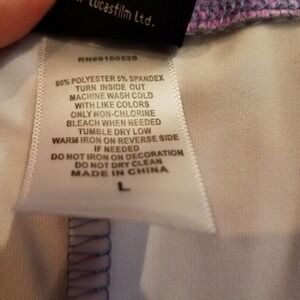 Lucasfilm Ltd.
95% POLYESTER 5% SPANDEX
TURN INSIDE OUT
MACHINE WASH COLD
WITH LIKE COLORS
ONLY NON-CHLORINE
BLEACH WHEN NEEDED
TUMBLE DRY LOW
WARM IRON ON REVERSE SIDE
IF NEEDED
DO NOT IRON ON DECORATION
DO NOT DRY CLEAN
MADE IN CHINA
L